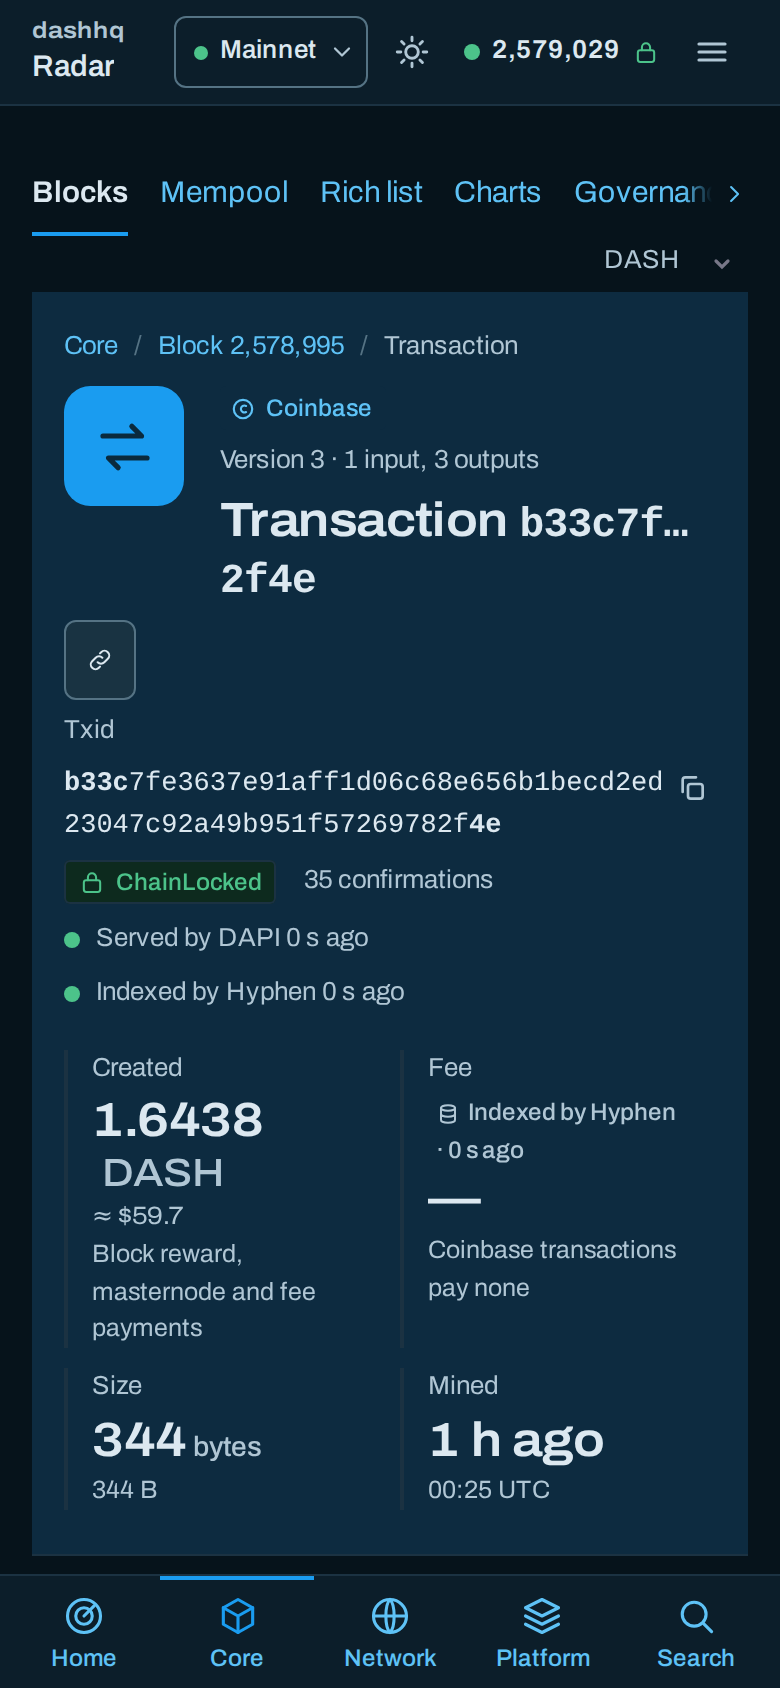 dashhq
Radar
Mainnet
2,579,029
Blocks Mempool Rich list Charts Governanc
DASH
Core / Block 2,578,995 / Transaction
Coinbase
Version 3 · 1 input, 3 outputs
Transaction b33c7f…
2f4e
Txid
b33c7fe3637e91aff1d06c68e656b1becd2ed
23047c92a49b951f57269782f4e
ChainLocked 35 confirmations
Served by DAPI 0 s ago
Indexed by Hyphen 0 s ago
Created
1.6438
DASH
≈ $59.7
Block reward,
masternode and fee
payments
Fee
Indexed by Hyphen
· 0 s ago
—
Coinbase transactions
pay none
Size
344 bytes
344 B
Mined
1 h ago
00:25 UTC
Home Core Network Platform Search